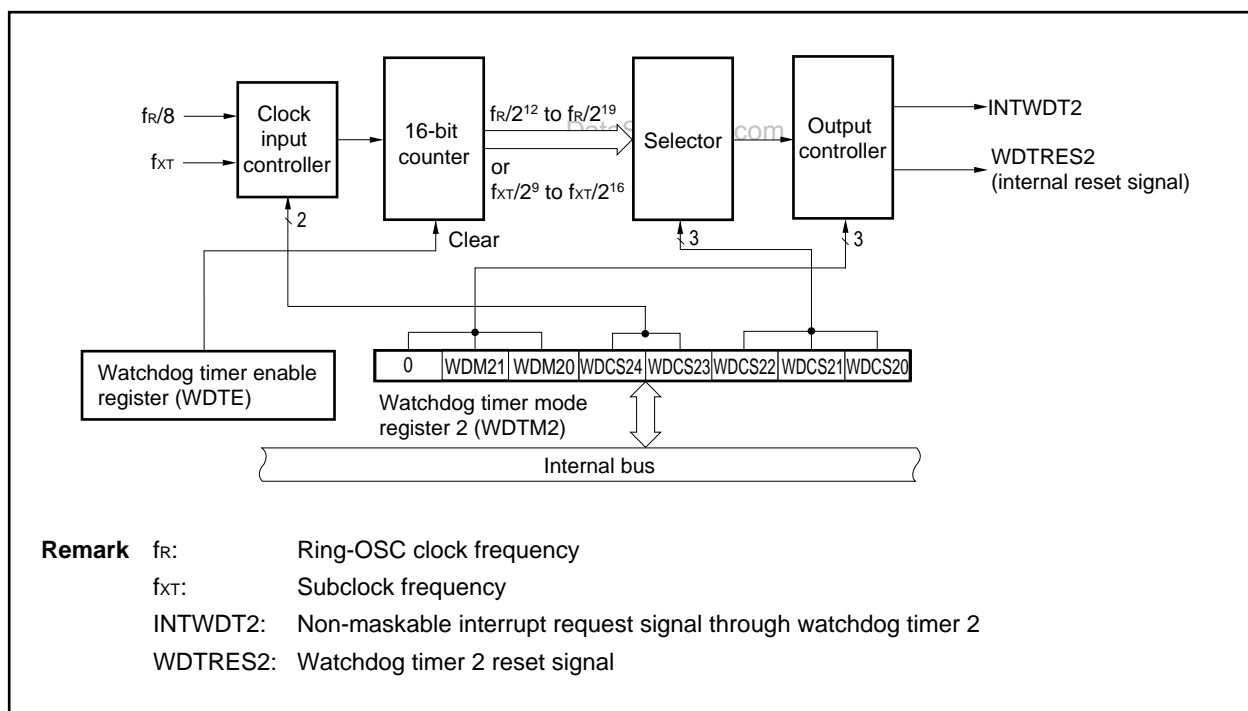 fR/8
fXT
Clock
input
controller
2
16-bit
counter
Clear
fR/2¹² to fR/2¹⁹
or
fXT/2⁹ to fXT/2¹⁶
Selector
3
Output
controller
3
INTWDT2
WDTRES2
(internal reset signal)
Watchdog timer enable
register (WDTE)
0 WDM21 WDM20 WDCS24 WDCS23 WDCS22 WDCS21 WDCS20
Watchdog timer mode
register 2 (WDTM2)
Internal bus
Remark fR: Ring-OSC clock frequency
fXT: Subclock frequency
INTWDT2: Non-maskable interrupt request signal through watchdog timer 2
WDTRES2: Watchdog timer 2 reset signal